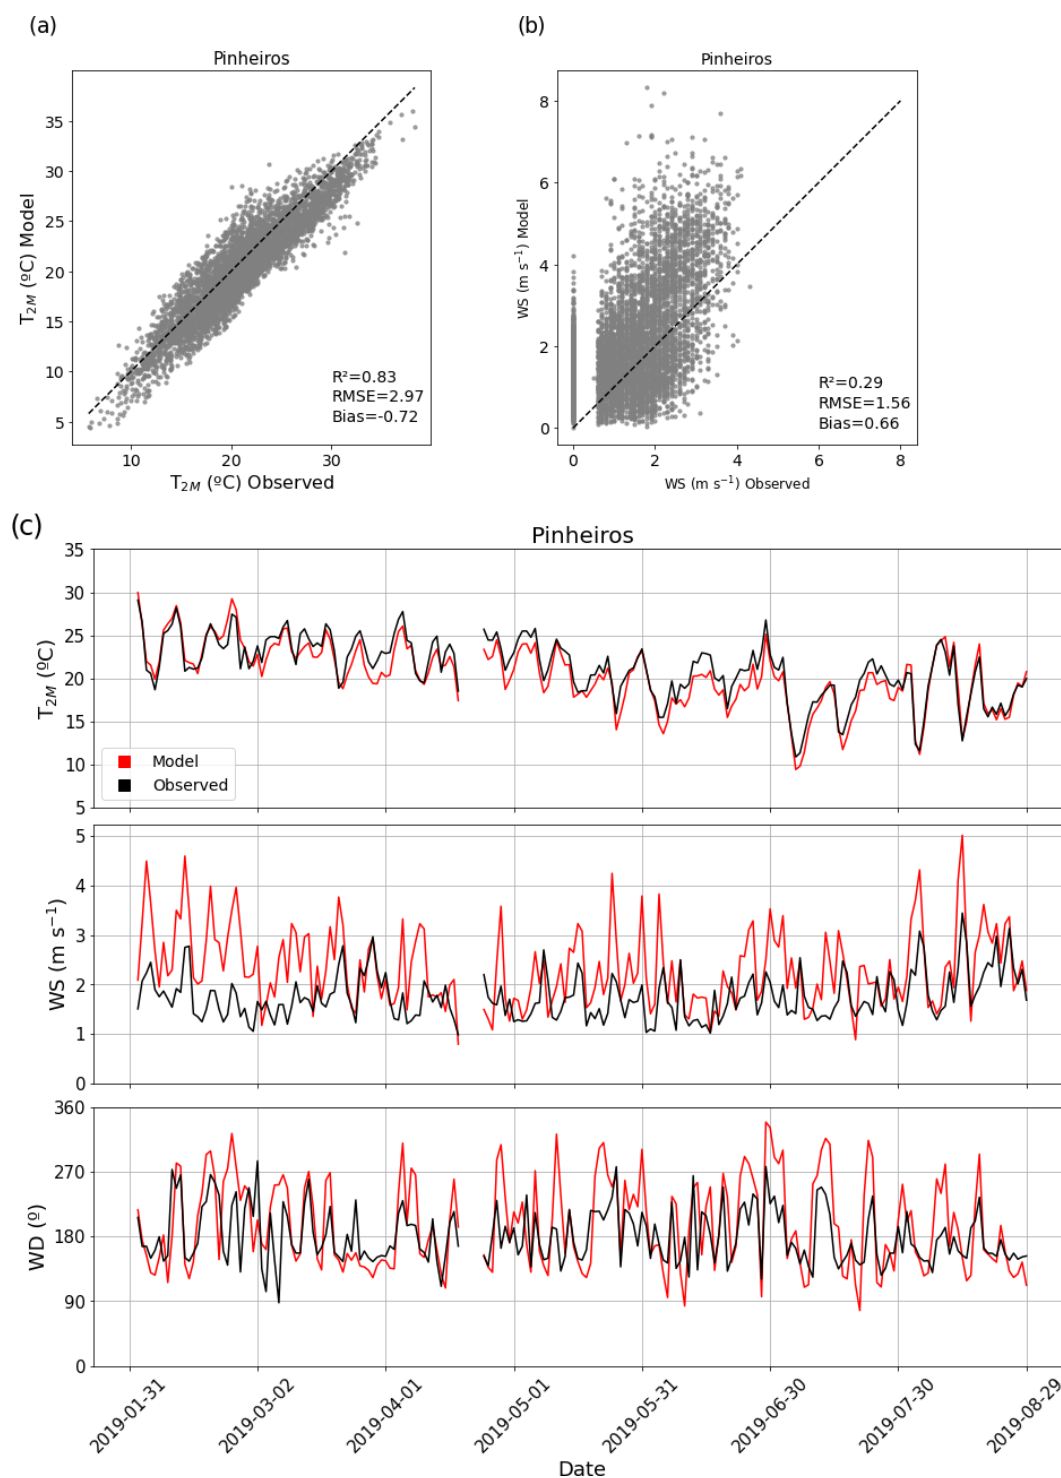 (a)
Pinheiros
T2M (ºC) Model
35
30
25
20
15
10
5
R²=0.83
RMSE=2.97
Bias=-0.72
10 20 30
T2M (ºC) Observed
(b)
Pinheiros
WS (m s⁻¹) Model
8
6
4
2
0
R²=0.29
RMSE=1.56
Bias=0.66
0 2 4 6 8
WS (m s⁻¹) Observed
(c)
Pinheiros
T2M (ºC)
35
30
25
20
15
10
5
Model
Observed
WS (m s⁻¹)
5
4
3
2
1
0
WD (º)
360
270
180
90
0
2019-01-31 2019-03-02 2019-04-01 2019-05-01 2019-05-31 2019-06-30 2019-07-30 2019-08-29
Date